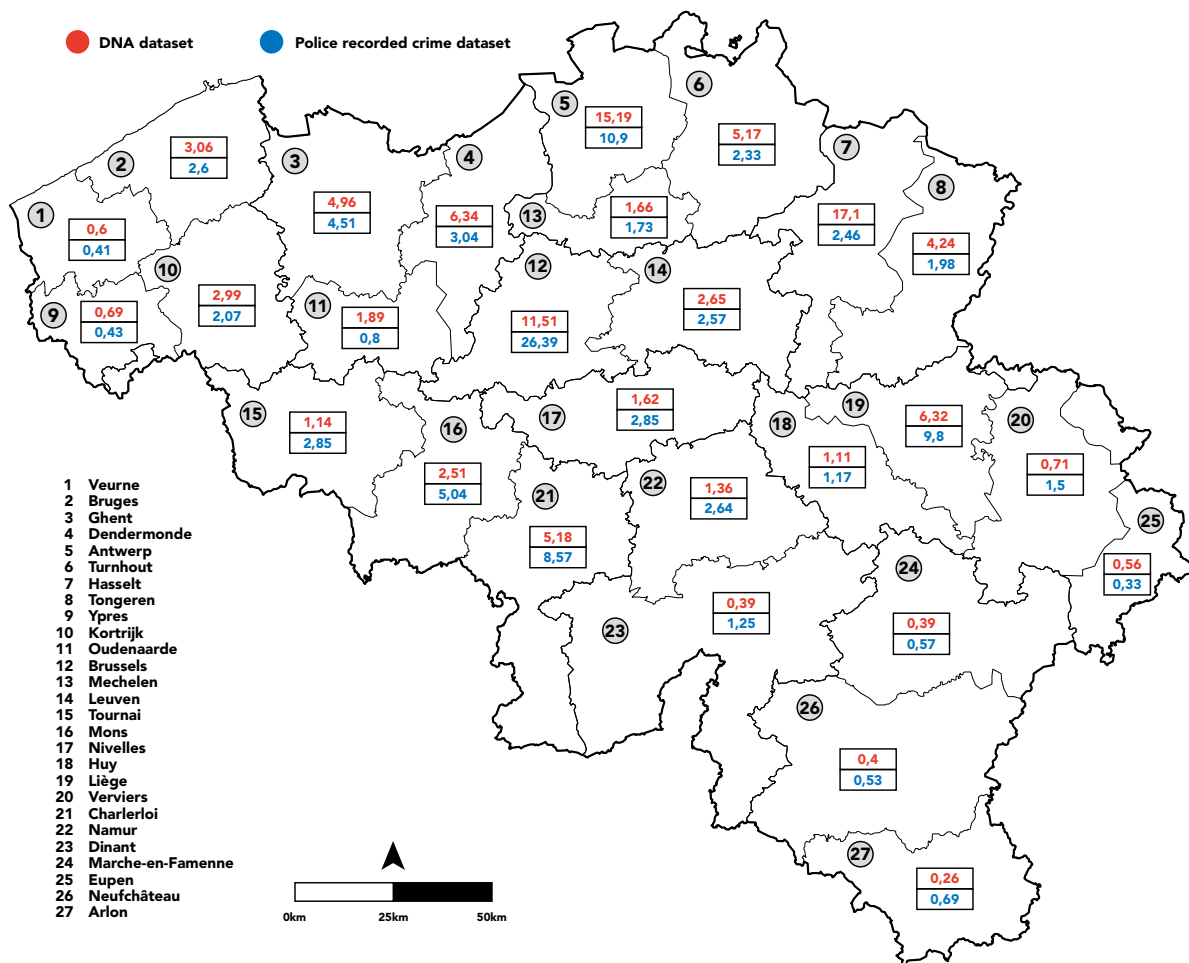 DNA dataset
Police recorded crime dataset
6
5
15,19
10,9
5,17
2,33
7
2
3,06
2,6
3
4
8
1
0,6
0,41
4,96
4,51
6,34
3,04
13
1,66
1,73
17,1
2,46
4,24
1,98
10
12
14
9
0,69
0,43
2,99
2,07
11
1,89
0,8
11,51
26,39
2,65
2,57
15
1,14
2,85
16
17
1,62
2,85
18
19
6,32
9,8
20
2,51
5,04
21
22
1,36
2,64
1,11
1,17
0,71
1,5
5,18
8,57
25
0,56
0,33
24
23
0,39
1,25
0,39
0,57
26
0,4
0,53
27
0,26
0,69
1 Veurne
2 Bruges
3 Ghent
4 Dendermonde
5 Antwerp
6 Turnhout
7 Hasselt
8 Tongeren
9 Ypres
10 Kortrijk
11 Oudenaarde
12 Brussels
13 Mechelen
14 Leuven
15 Tournai
16 Mons
17 Nivelles
18 Huy
19 Liège
20 Verviers
21 Charlerloi
22 Namur
23 Dinant
24 Marche-en-Famenne
25 Eupen
26 Neufchâteau
27 Arlon
0km 25km 50km